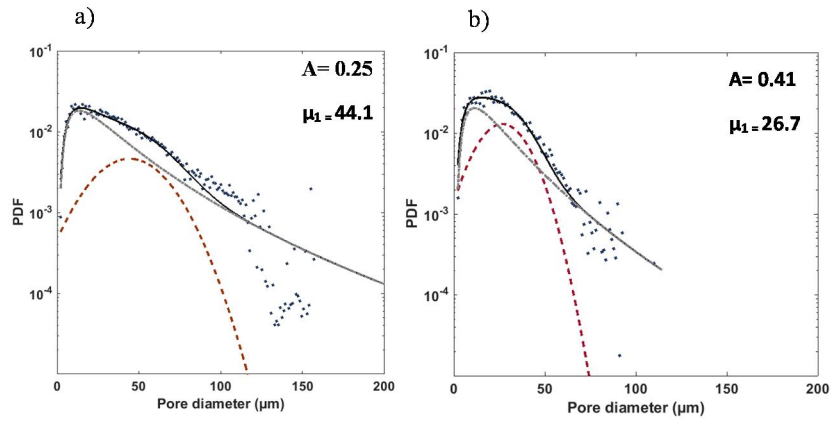 a)
A= 0.25
μ₁ = 44.1
10⁻¹
10⁻²
10⁻³
10⁻⁴
PDF
0 50 100 150 200
Pore diameter (μm)
b)
A= 0.41
μ₁ = 26.7
10⁻¹
10⁻²
10⁻³
10⁻⁴
PDF
0 50 100 150 200
Pore diameter (μm)